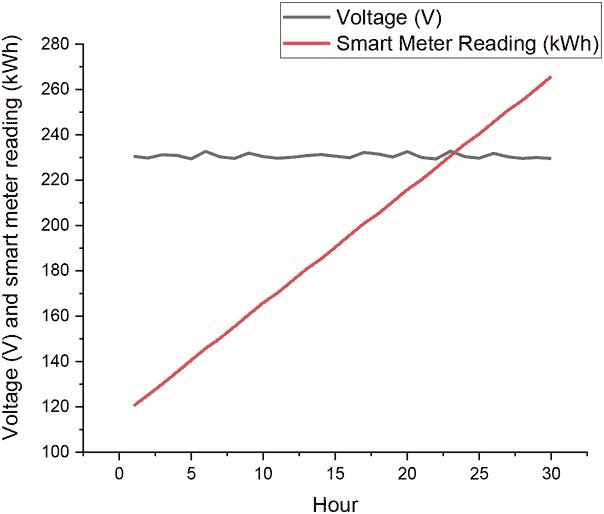 Voltage (V)
Smart Meter Reading (kWh)
Voltage (V) and smart meter reading (kWh)
280
260
240
220
200
180
160
140
120
100
0 5 10 15 20 25 30
Hour